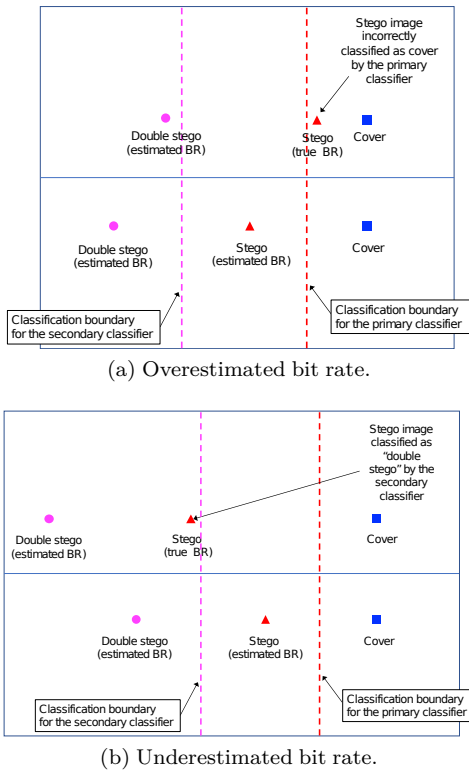 Stego image
incorrectly
classified as cover
by the primary
classifier
Double stego
(estimated BR)
Stego
(true BR)
Cover
Double stego
(estimated BR)
Stego
(estimated BR)
Cover
Classification boundary
for the secondary classifier
Classification boundary
for the primary classifier
(a) Overestimated bit rate.
Stego image
classified as
“double
stego” by the
secondary
classifier
Double stego
(estimated BR)
Stego
(true BR)
Cover
Double stego
(estimated BR)
Stego
(estimated BR)
Cover
Classification boundary
for the secondary classifier
Classification boundary
for the primary classifier
(b) Underestimated bit rate.